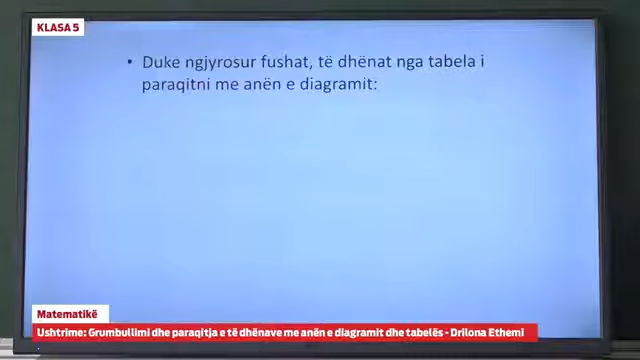 KLASA 5
• Duke ngjyrosur fushat, të dhënat nga tabela i
paraqitni me anën e diagramit:
Matematikë
Ushtrime: Grumbullimi dhe paraqitja e të dhënave me anën e diagramit dhe tabelës - Drilona Ethemi